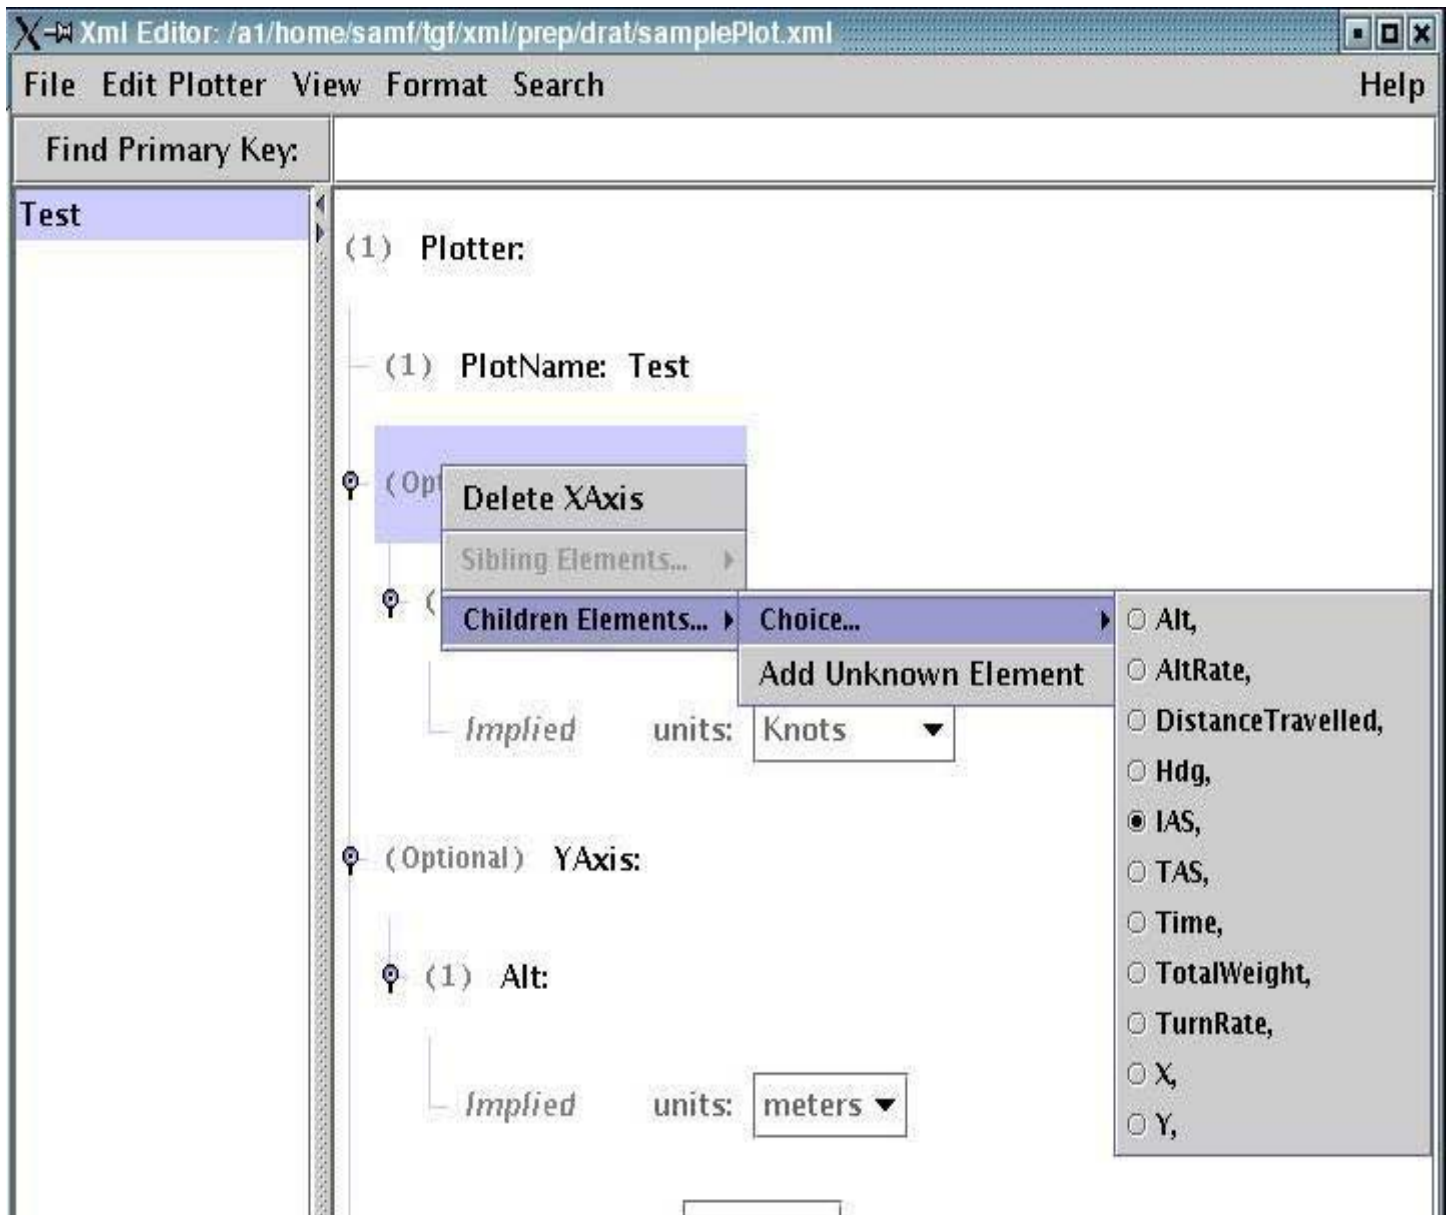 Xml Editor: /a1/home/samf/tgf/xml/prep/drat/samplePlot.xml
File Edit Plotter View Format Search Help
Find Primary Key:
Test
(1) Plotter:
(1) PlotName: Test
(Opt
Delete XAxis
Sibling Elements...
(
Children Elements...
Choice...
Add Unknown Element
Alt,
AltRate,
DistanceTravelled,
Hdg,
IAS,
TAS,
Time,
TotalWeight,
TurnRate,
X,
Y,
Implied units: Knots
(Optional) YAxis:
(1) Alt:
Implied units: meters